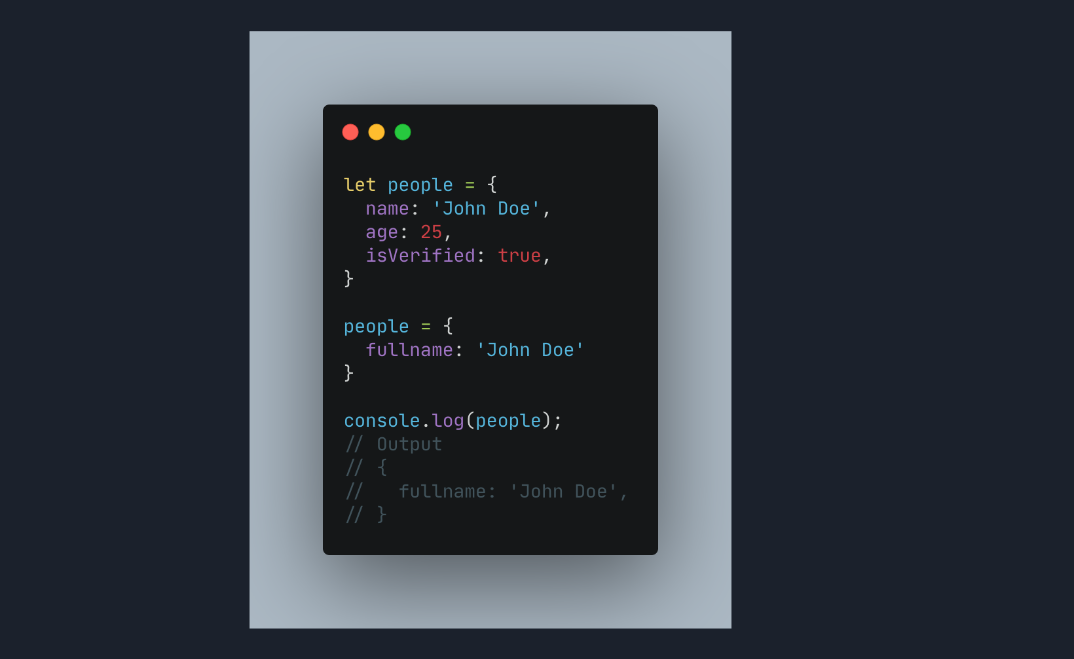 let people = {
  name: 'John Doe',
  age: 25,
  isVerified: true,
}

people = {
  fullname: 'John Doe'
}

console.log(people);
// Output
// {
//   fullname: 'John Doe',
// }